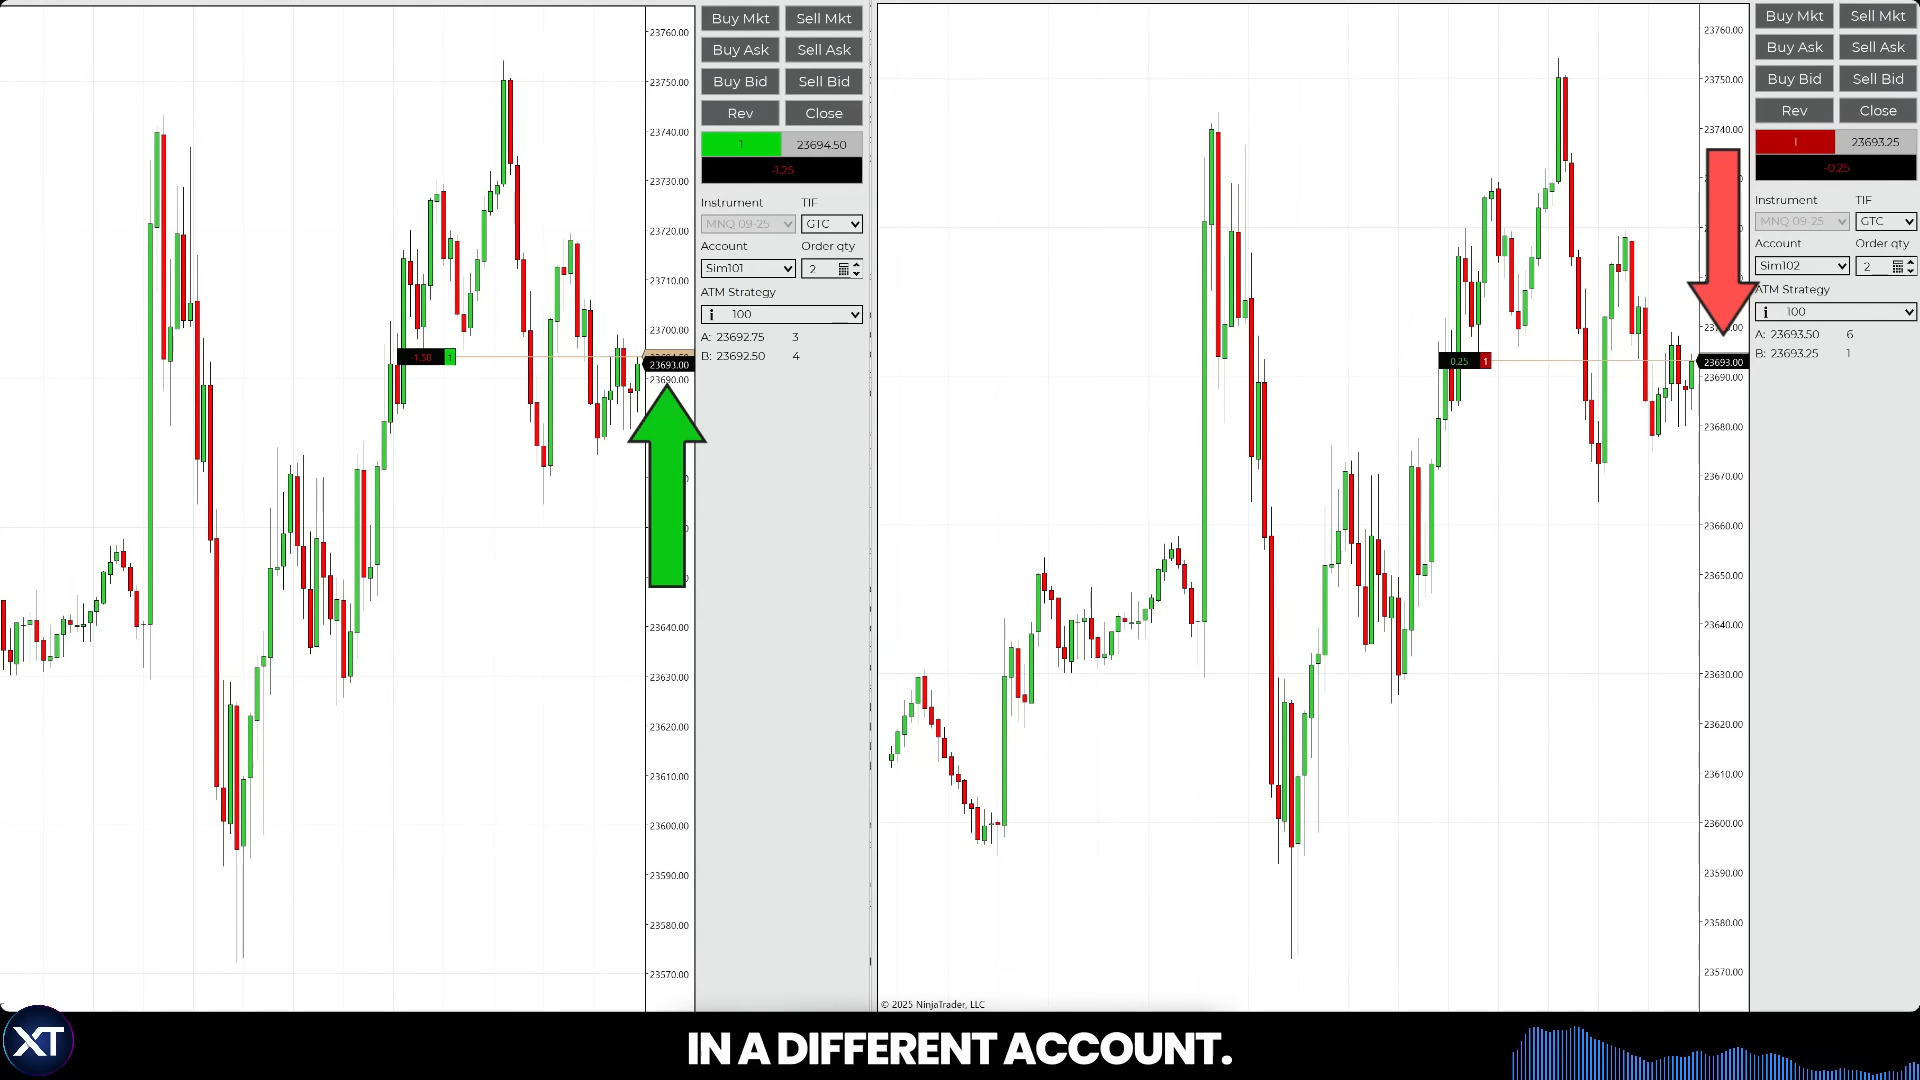 23760.00
23750.00
23740.00
23730.00
23720.00
23710.00
23700.00
23693.00
23690.00
23640.00
23630.00
23620.00
23610.00
23600.00
23590.00
23580.00
23570.00
-1.50 1
Buy Mkt Sell Mkt
Buy Ask Sell Ask
Buy Bid Sell Bid
Rev Close
1 23694.50
-1.25
Instrument TIF
MNQ 09-25 GTC
Account Order qty
Sim101 2
ATM Strategy
i 100
A: 23692.75 3
B: 23692.50 4
23760.00
23750.00
23740.00
23693.00
23690.00
23680.00
23670.00
23660.00
23650.00
23640.00
23630.00
23620.00
23610.00
23600.00
23590.00
23580.00
23570.00
0.25 1
© 2025 NinjaTrader, LLC
Buy Mkt Sell Mkt
Buy Ask Sell Ask
Buy Bid Sell Bid
Rev Close
1 23693.25
-0.25
Instrument TIF
MNQ 09-25 GTC
Account Order qty
Sim102 2
ATM Strategy
i 100
A: 23693.50 6
B: 23693.25 1
XT
IN A DIFFERENT ACCOUNT.